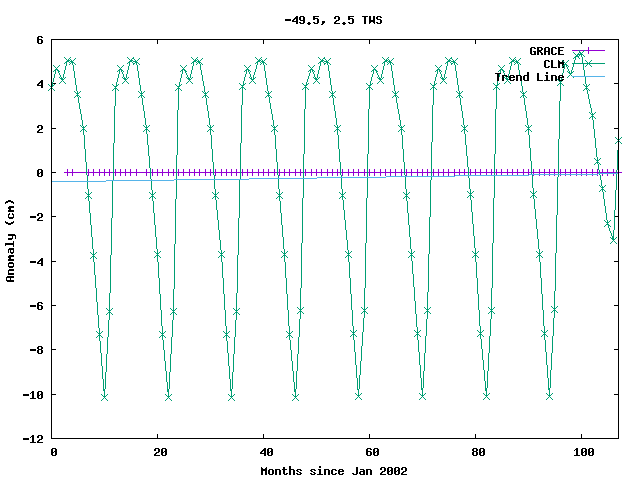 -49.5, 2.5 TWS
GRACE
CLM
Trend Line
6
4
2
0
-2
-4
-6
-8
-10
-12
0 20 40 60 80 100
Anomaly (cm)
Months since Jan 2002